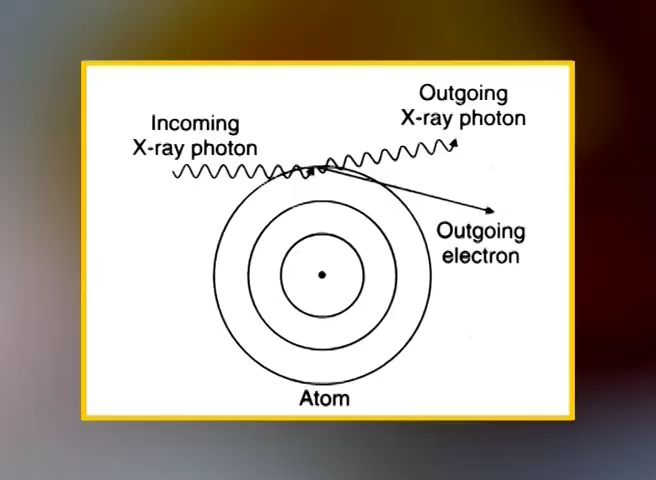 Outgoing
X-ray photon
Incoming
X-ray photon
Outgoing
electron
Atom